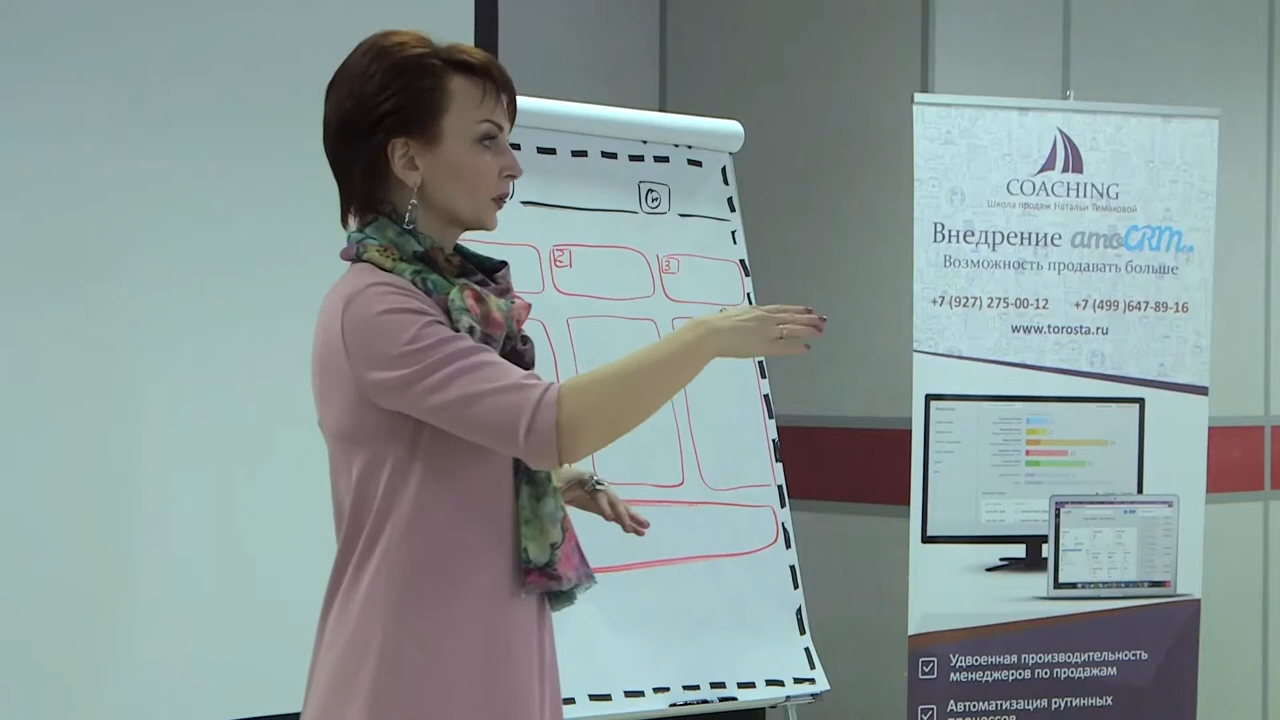 2
3
COACHING
Школа продаж Натальи Тимаковой
Внедрение amoCRM.
Возможность продавать больше
+7 (927) 275-00-12 +7 (499 )647-89-16
www.torosta.ru
Удвоенная производительность
менеджеров по продажам
Автоматизация рутинных
процессов